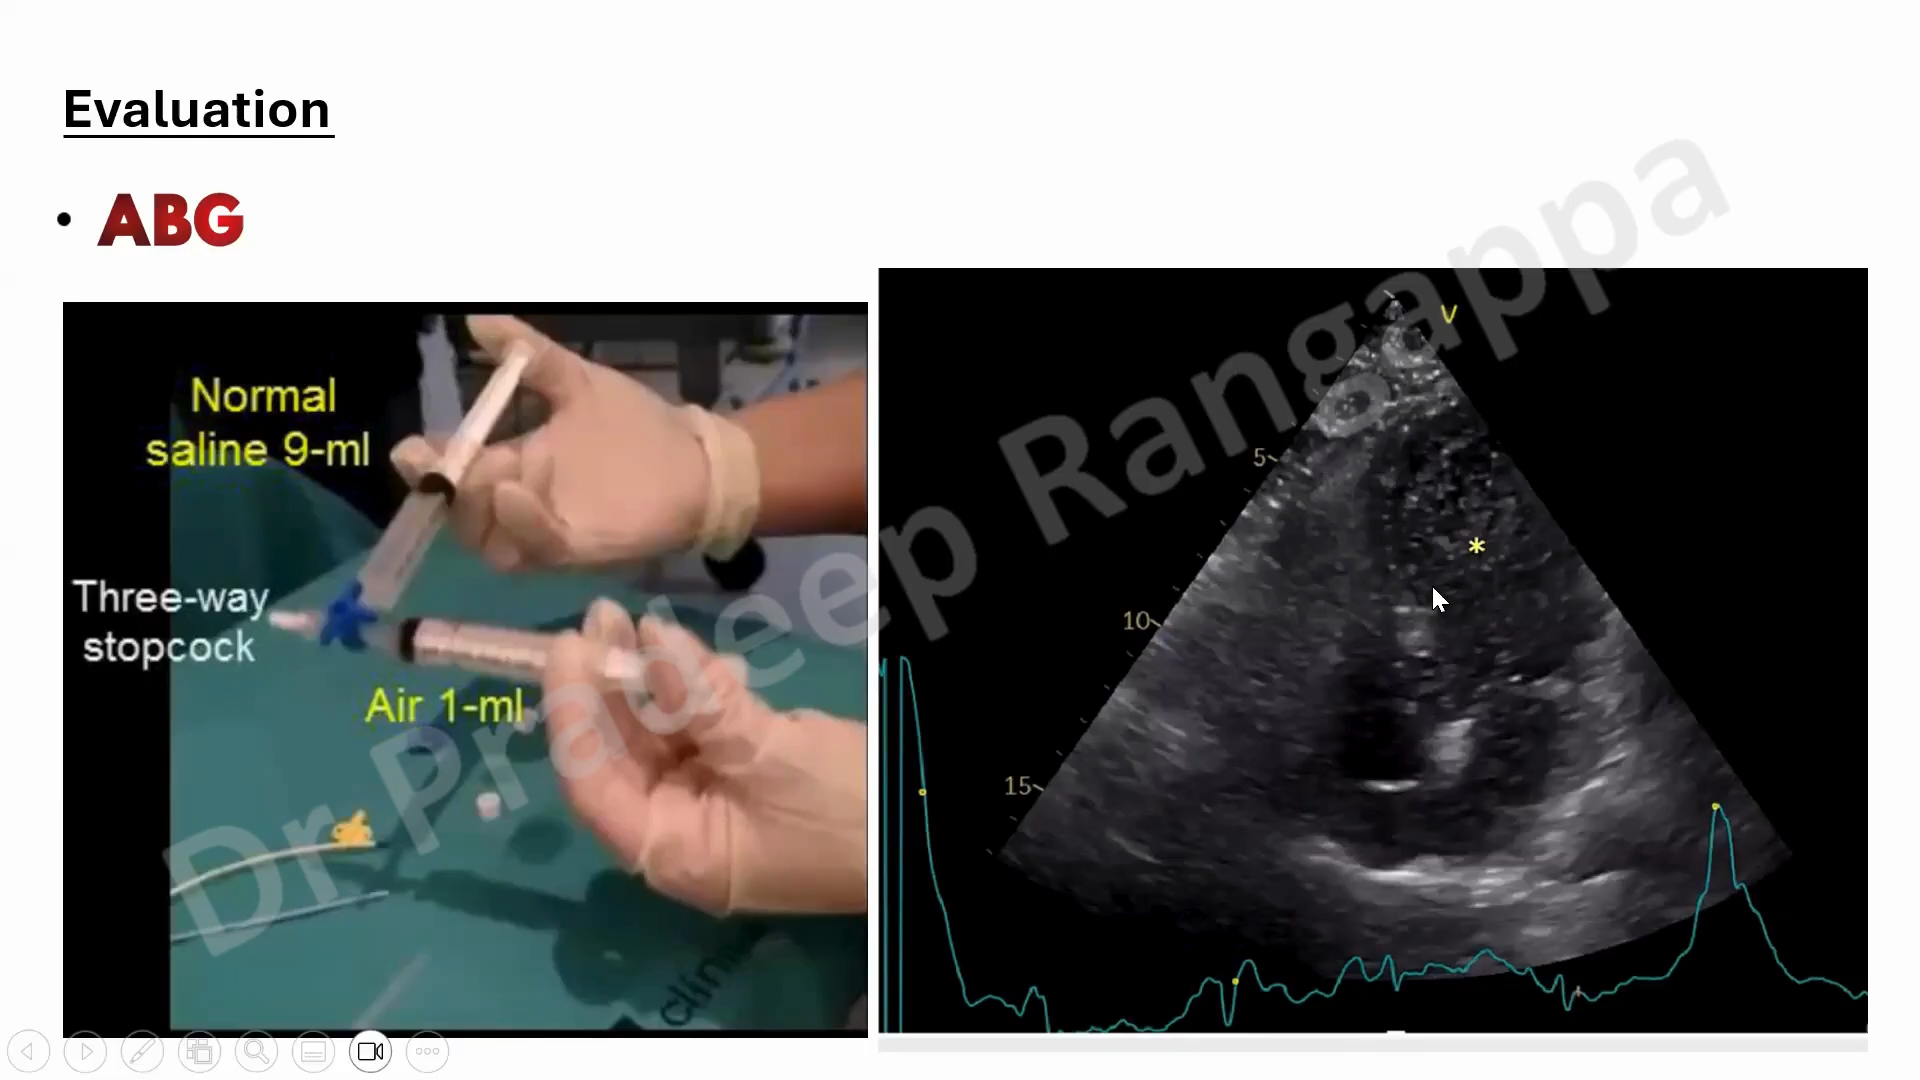 Evaluation
• ABG
Normal
saline 9-ml
Three-way
stopcock
Air 1-ml
V
5
*
10
15
Dr Pradeep Rangappa